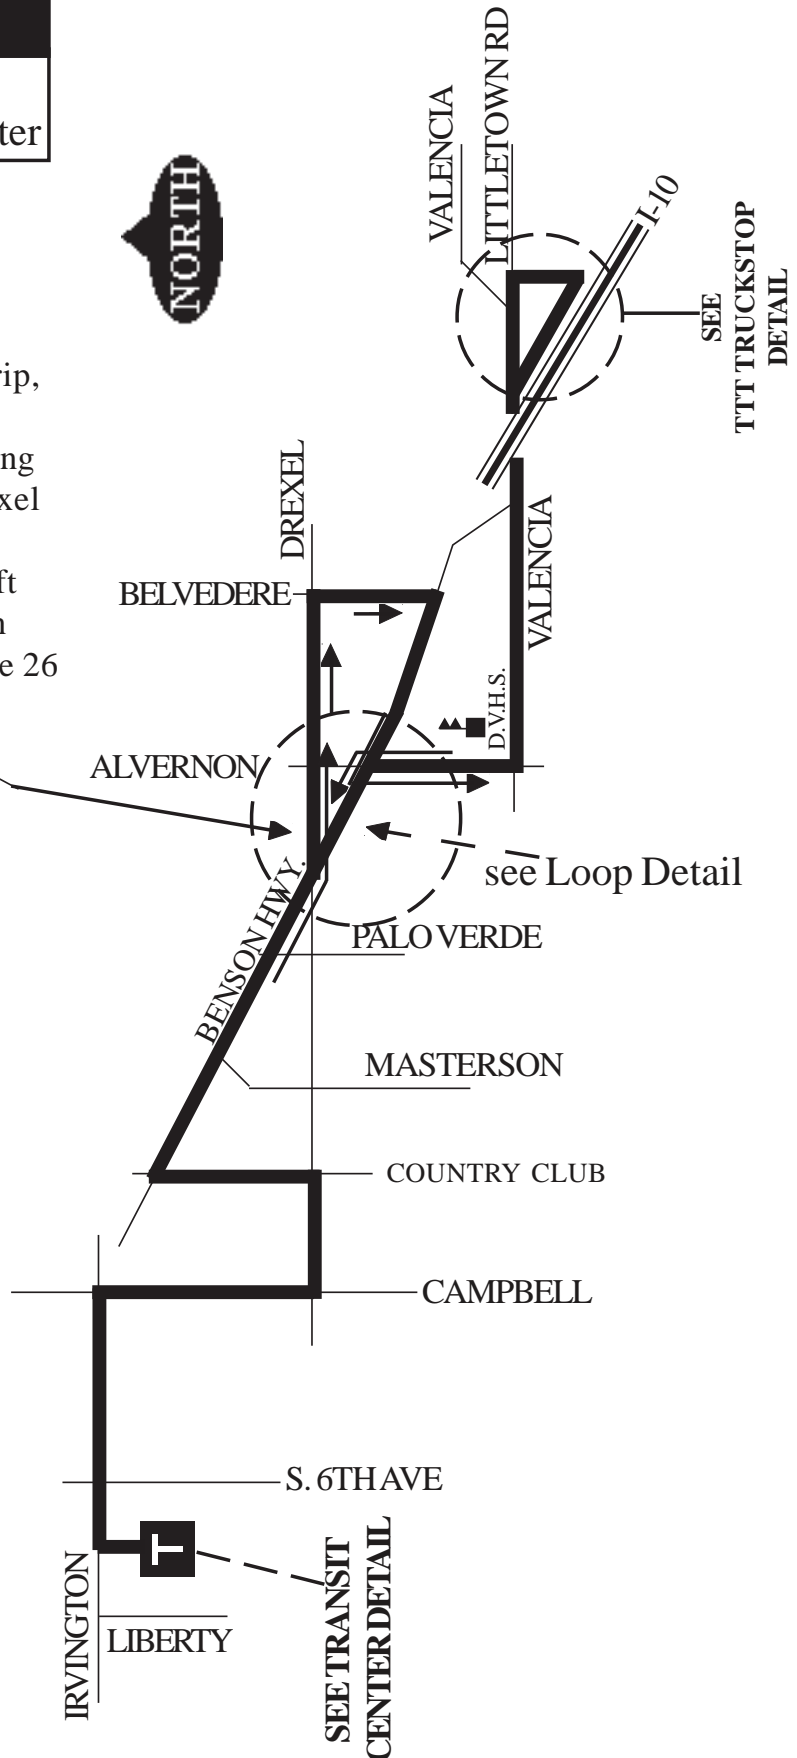 ter
NORTH
VALENCIA
LITTLETOWN RD
I-10
SEE
TTT TRUCKSTOP
DETAIL
rip,
ng
xel
ft
n
e 26
DREXEL
BELVEDERE
VALENCIA
D.V.H.S.
ALVERNON
see Loop Detail
BENSON HWY.
PALO VERDE
MASTERSON
COUNTRY CLUB
CAMPBELL
S. 6TH AVE
T
IRVINGTON
LIBERTY
SEE TRANSIT
CENTER DETAIL